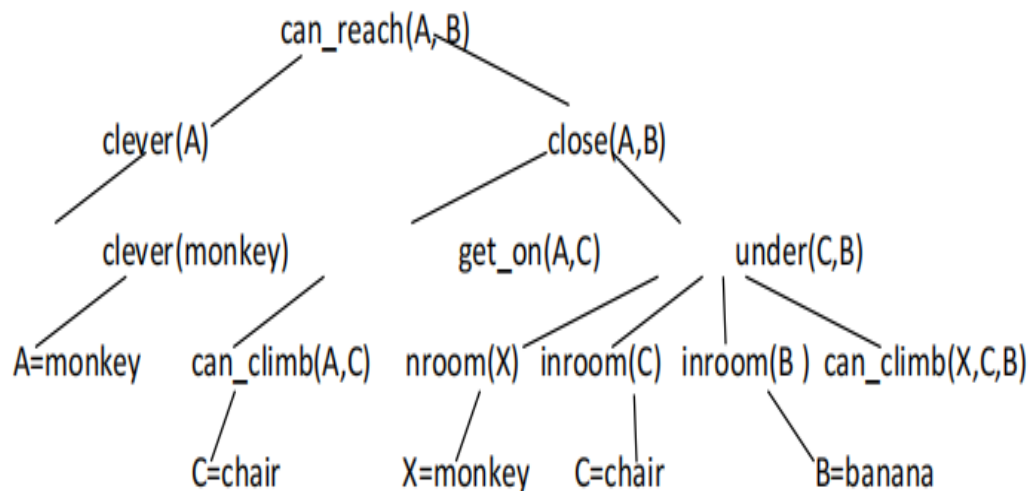 can_reach(A, B)
clever(A) close(A,B)
clever(monkey) get_on(A,C) under(C,B)
A=monkey can_climb(A,C) nroom(X) inroom(C) inroom(B ) can_climb(X,C,B)
C=chair X=monkey C=chair B=banana